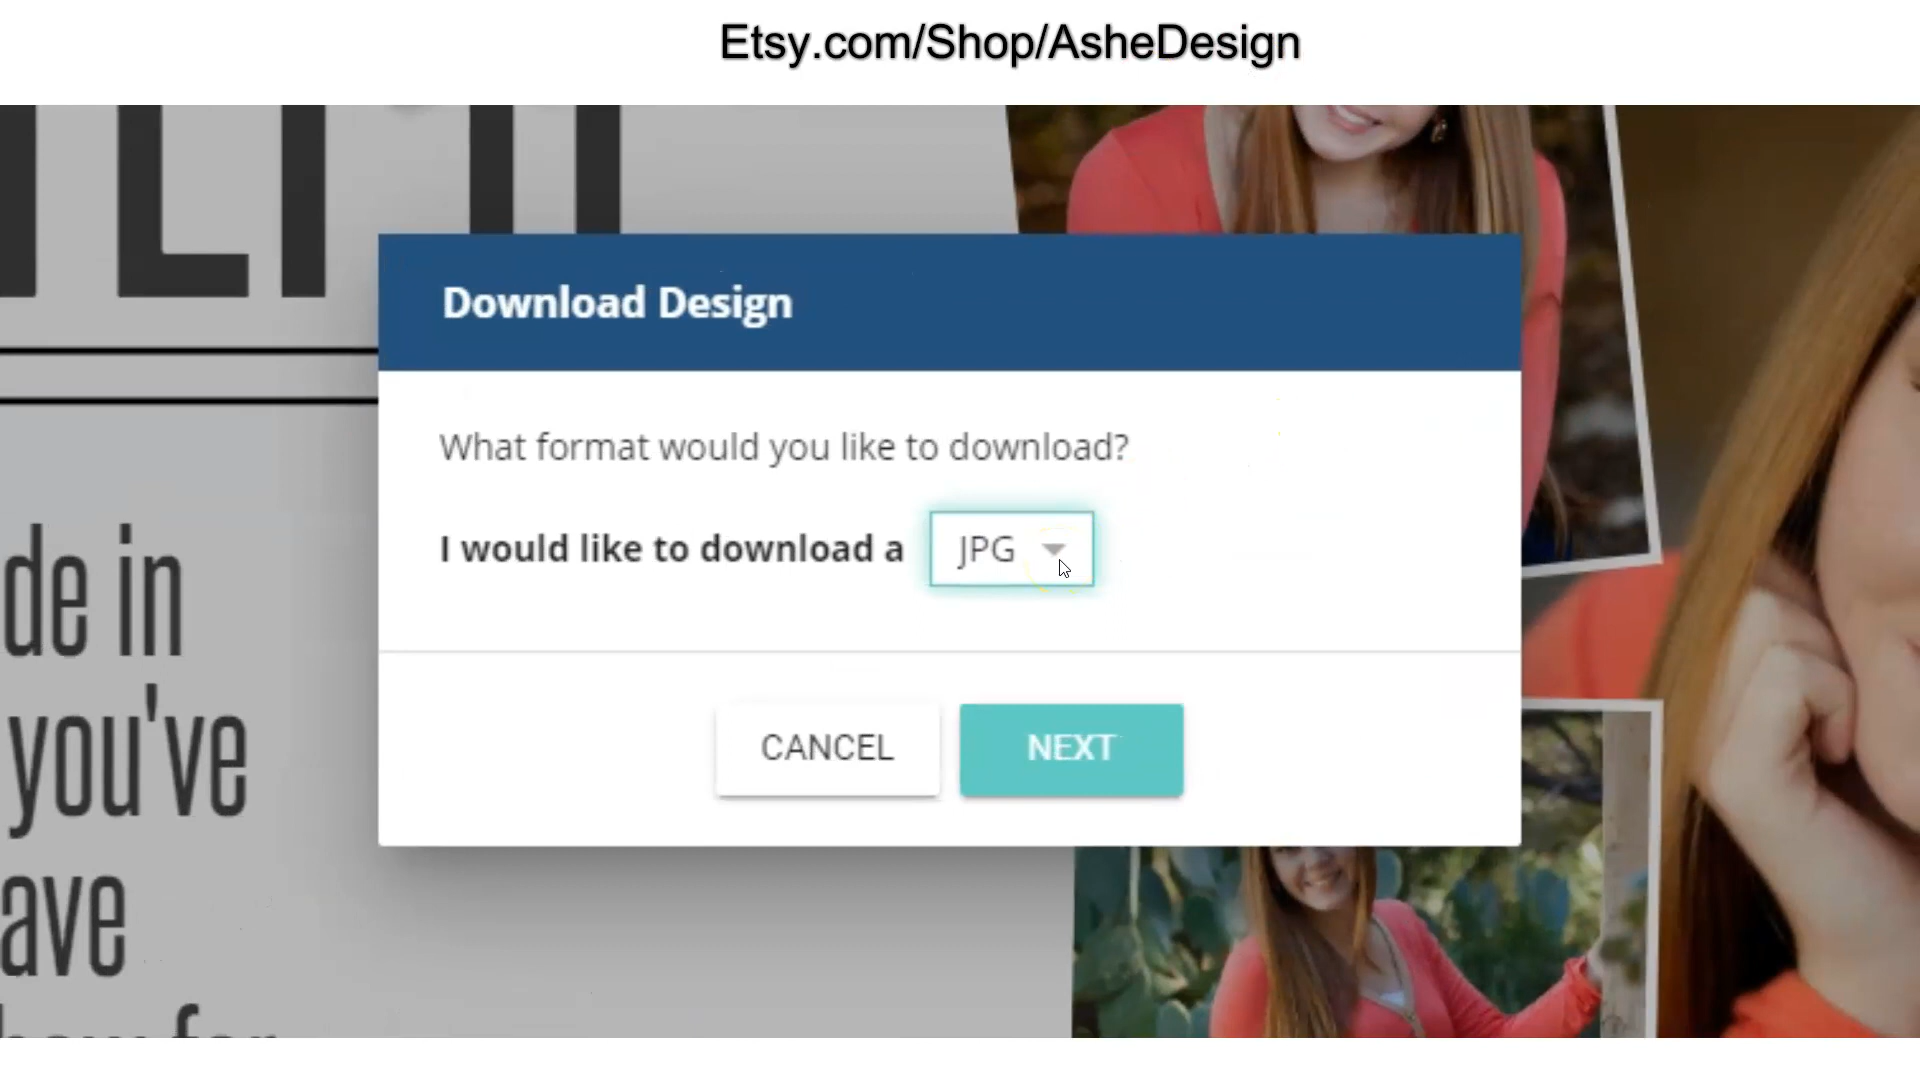 Etsy.com/Shop/AsheDesign
Download Design
What format would you like to download?
I would like to download a JPG
CANCEL NEXT
de in
you've
ave